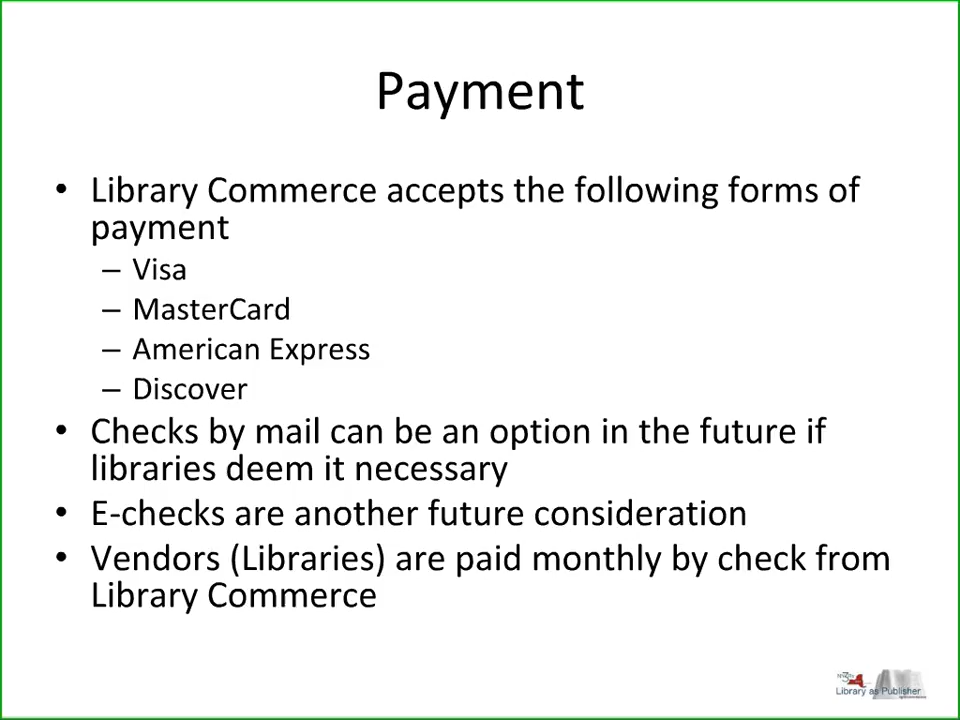 Payment
• Library Commerce accepts the following forms of
payment
– Visa
– MasterCard
– American Express
– Discover
• Checks by mail can be an option in the future if
libraries deem it necessary
• E-checks are another future consideration
• Vendors (Libraries) are paid monthly by check from
Library Commerce
Library as Publisher